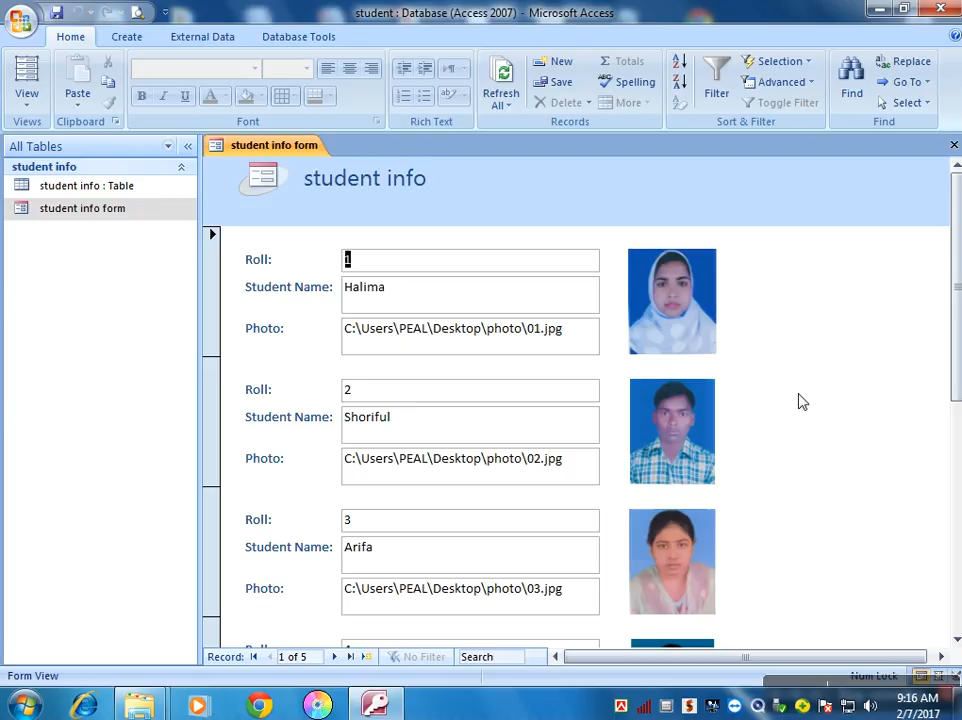 student : Database (Access 2007) - Microsoft Access
Home Create External Data Database Tools
View Paste Refresh All New Save Delete Totals Spelling More Filter Selection Advanced Toggle Filter Find Replace Go To Select
Views Clipboard Font Rich Text Records Sort & Filter Find
All Tables
student info
student info : Table
student info form
student info form
student info
Roll: 1
Student Name: Halima
Photo: C:\Users\PEAL\Desktop\photo\01.jpg
Roll: 2
Student Name: Shoriful
Photo: C:\Users\PEAL\Desktop\photo\02.jpg
Roll: 3
Student Name: Arifa
Photo: C:\Users\PEAL\Desktop\photo\03.jpg
Record: 1 of 5 No Filter Search
Form View Num Lock
9:16 AM
2/7/2017